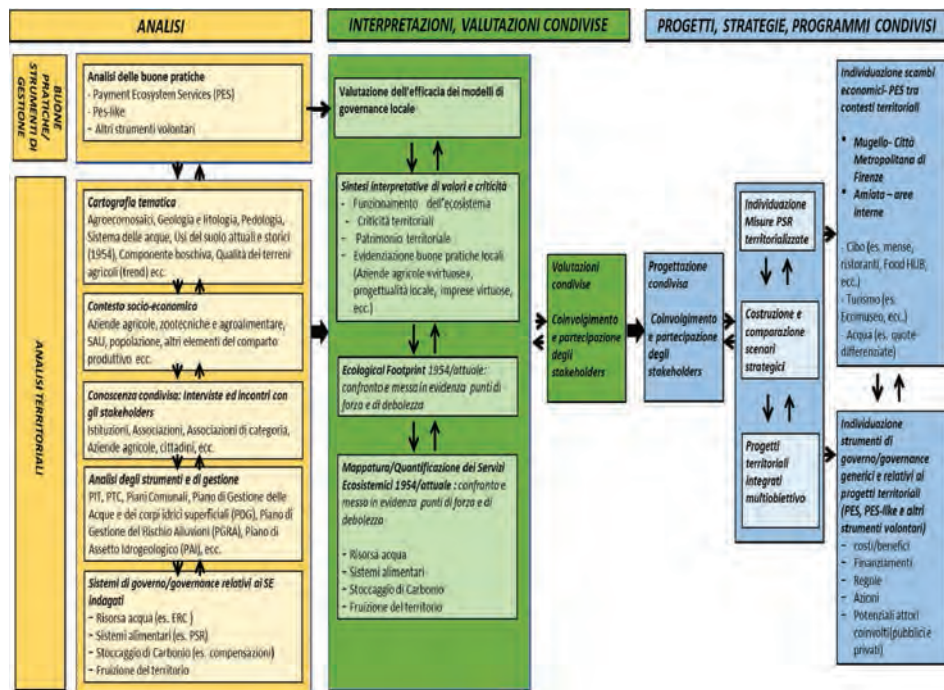 ANALISI
INTERPRETAZIONI, VALUTAZIONI CONDIVISE
PROGETTI, STRATEGIE, PROGRAMMI CONDIVISI
BUONE
PRATICHE/
STRUMENTI DI
GESTIONE
Analisi delle buone pratiche
- Payment Ecosystem Services (PES)
- Pes-like
- Altri strumenti volontari
ANALISI TERRITORIALI
Cartografia tematica
Agroecomosaici, Geologia e litologia, Pedologia,
Sistema delle acque, Usi del suolo attuali e storici
(1954), Componente boschiva, Qualità dei terreni
agricoli (trend) ecc.
Contesto socio-economico
Aziende agricole, zootecniche e agroalimentare,
SAU, popolazione, altri elementi del comparto
produttivo ecc.
Conoscenza condivisa: Interviste ed incontri con
gli stakeholders
Istituzioni, Associazioni, Associazioni di categoria,
Aziende agricole, cittadini, ecc.
Analisi degli strumenti e di gestione
PIT, PTC, Piani Comunali, Piano di Gestione delle
Acque e dei corpi idrici superficiali (PDG), Piano di
Gestione del Rischio Alluvioni (PGRA), Piano di
Assetto Idrogeologico (PAI), ecc.
Sistemi di governo/governance relativi ai SE
indagati
- Risorsa acqua (es. ERC )
- Sistemi alimentari (es. PSR)
- Stoccaggio di Carbonio (es. compensazioni)
- Fruizione del territorio
Valutazione dell'efficacia dei modelli di
governance locale
Sintesi interpretative di valori e criticità
- Funzionamento dell'ecosistema
- Criticità territoriali
- Patrimonio territoriale
- Evidenziazione buone pratiche locali
(Aziende agricole «virtuose»,
progettualità locale, imprese virtuose,
ecc.)
Ecological Footprint 1954/attuale:
confronto e messa in evidenza punti di
forza e di debolezza
Mappatura/Quantificazione dei Servizi
Ecosistemici 1954/attuale : confronto e
messo in evidenza punti di forza e di
debolezza
- Risorsa acqua
- Sistemi alimentari
- Stoccaggio di Carbonio
- Fruizione del territorio
Valutazioni
condivise
Coinvolgimento
e partecipazione
degli
stakeholders
Progettazione
condivisa
Coinvolgimento
e partecipazione
degli
stakeholders
Individuazione
Misure PSR
territorializzate
Costruzione e
comparazione
scenari
strategici
Progetti
territoriali
integrati
multiobiettivo
Individuazione scambi
economici- PES tra
contesti territoriali
• Mugello- Città
Metropolitana di
Firenze
• Amiata – aree
interne
- Cibo (es. mense,
ristoranti, Food HUB,
ecc.)
- Turismo (es.
Ecomuseo, ecc.)
- Acqua (es. quote
differenziate)
Individuazione
strumenti di
governo/governance
generici e relativi ai
progetti territoriali
(PES, PES-like e altri
strumenti volontari)
- costi/benefici
- Finanziamenti
- Regole
- Azioni
- Potenziali attori
coinvolti(pubblici e
privati)